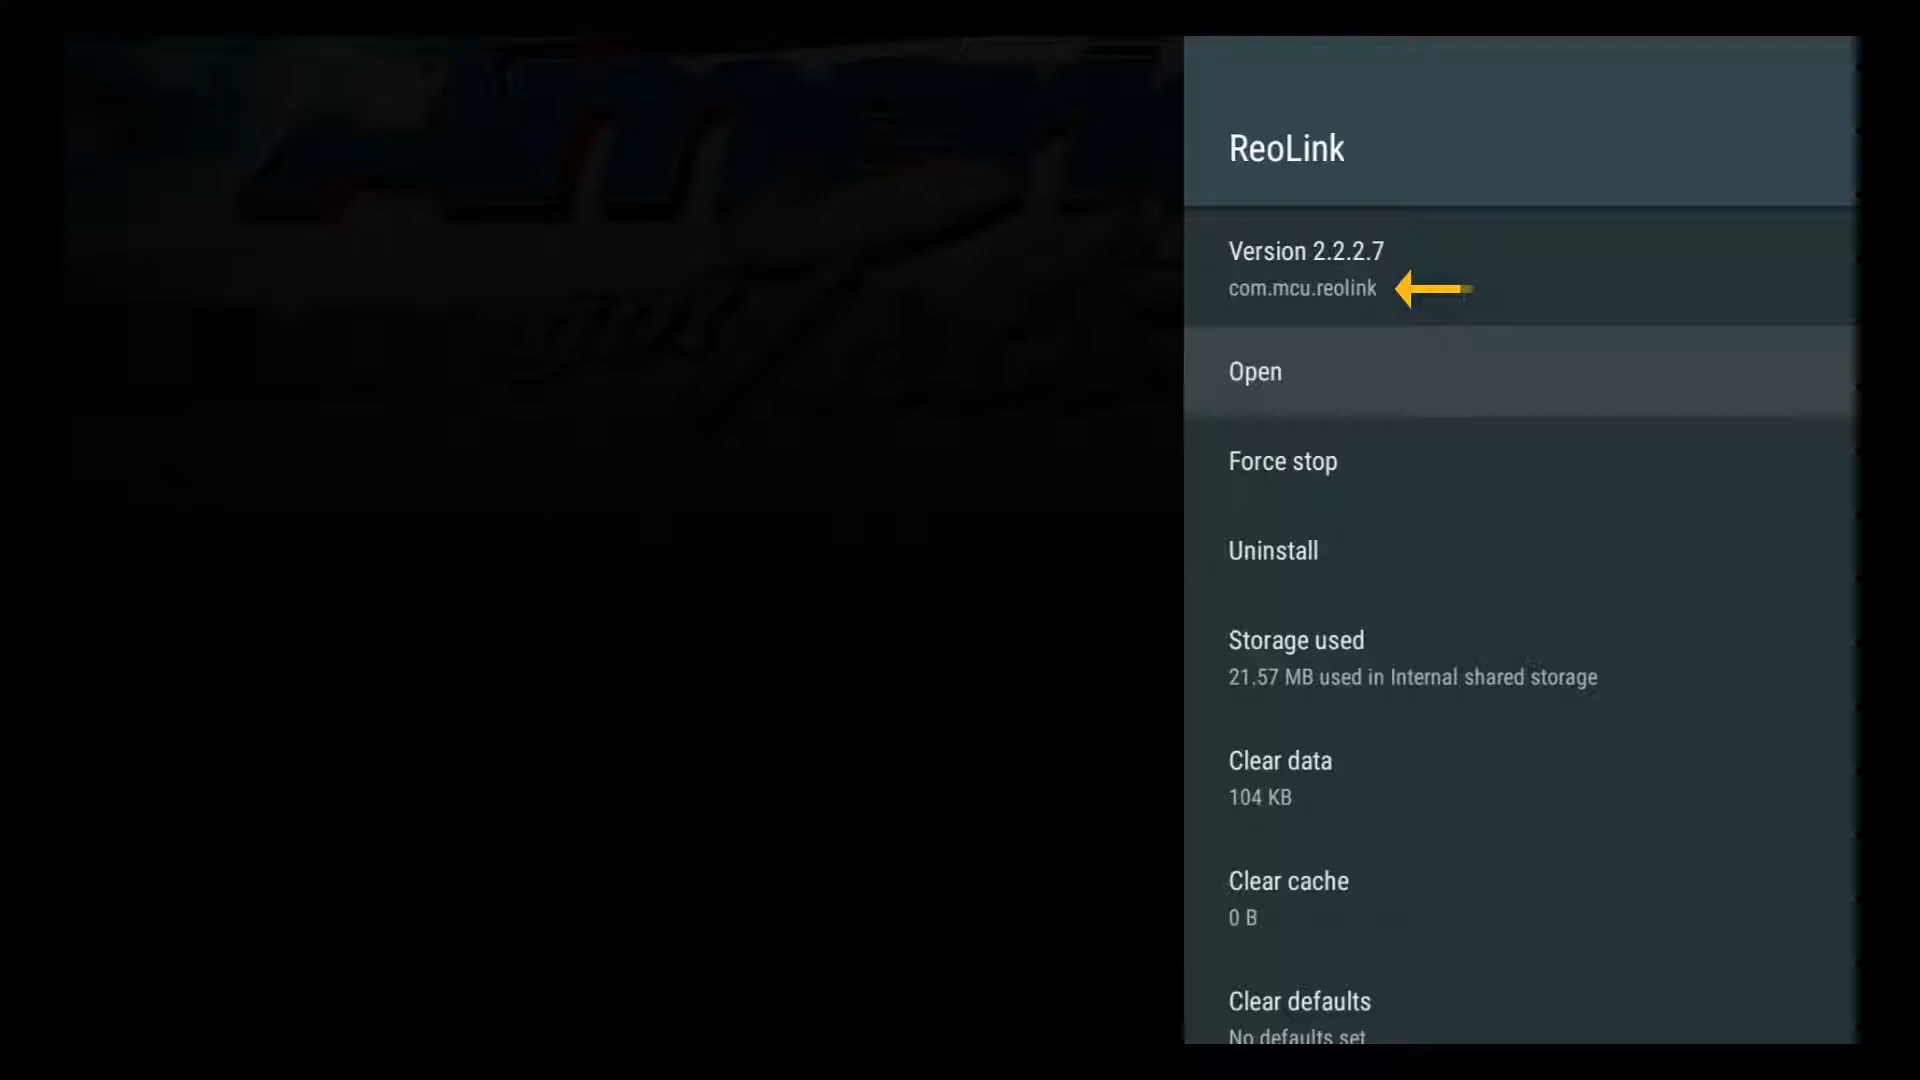 ReoLink
Version 2.2.2.7
com.mcu.reolink
Open
Force stop
Uninstall
Storage used
21.57 MB used in Internal shared storage
Clear data
104 KB
Clear cache
0 B
Clear defaults
No defaults set